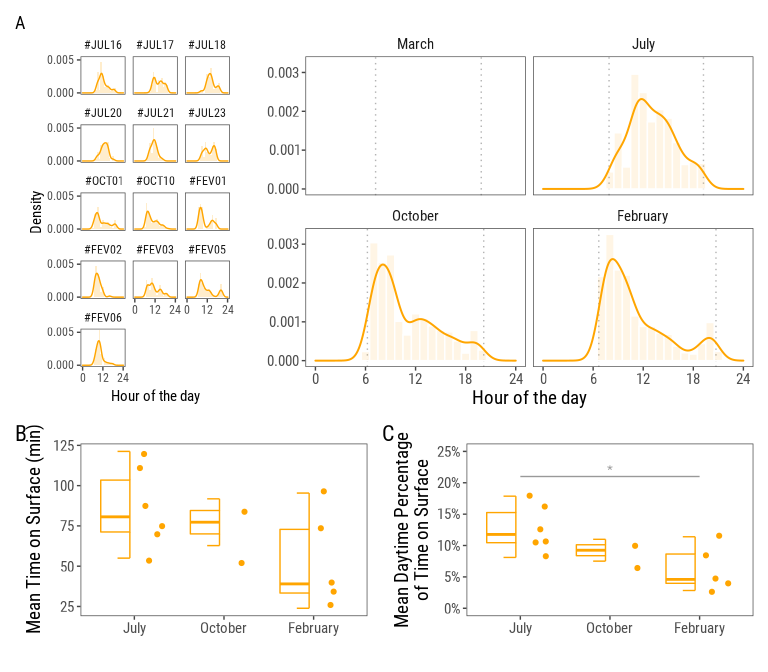 A
#JUL16 #JUL17 #JUL18
March July
0.005
0.000
0.003
0.002
0.001
0.000
#JUL20 #JUL21 #JUL23
0.005
0.000
#OCT01 #OCT10 #FEV01
0.005
0.000
Density
October February
#FEV02 #FEV03 #FEV05
0.005
0.000
0 12 24 0 12 24
0.003
0.002
0.001
0.000
#FEV06
0.005
0.000
0 12 24
0 6 12 18 24 0 6 12 18 24
Hour of the day Hour of the day
B
Mean Time on Surface (min)
125
100
75
50
25
July October February
C
Mean Daytime Percentage
of Time on Surface
25%
20%
15%
10%
5%
0%
*
July October February